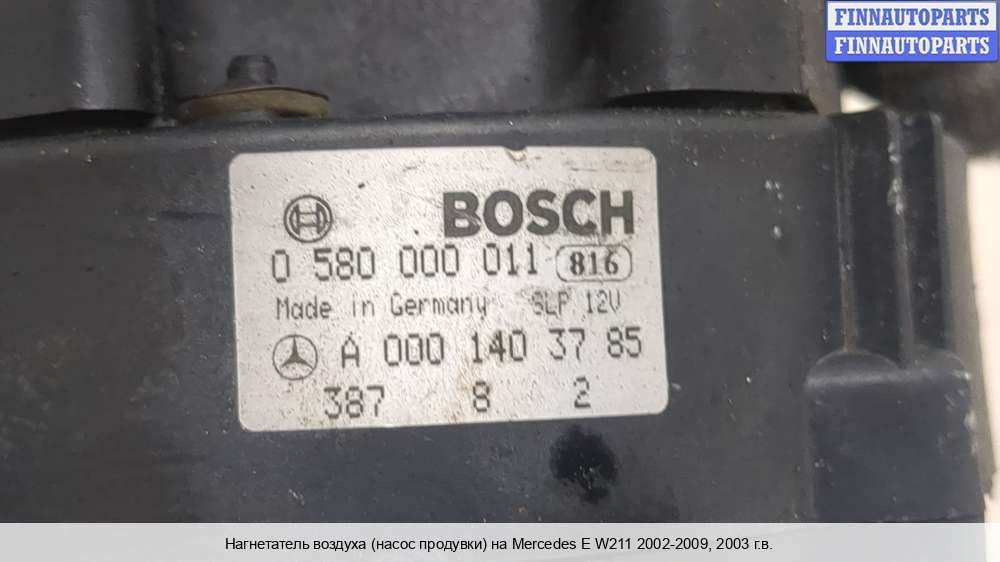 FINNAUTOPARTS
FINNAUTOPARTS
BOSCH
0 580 000 011 816
Made in Germany SLP 12V
A 000 140 37 85
387 8 2
Нагнетатель воздуха (насос продувки) на Mercedes E W211 2002-2009, 2003 г.в.